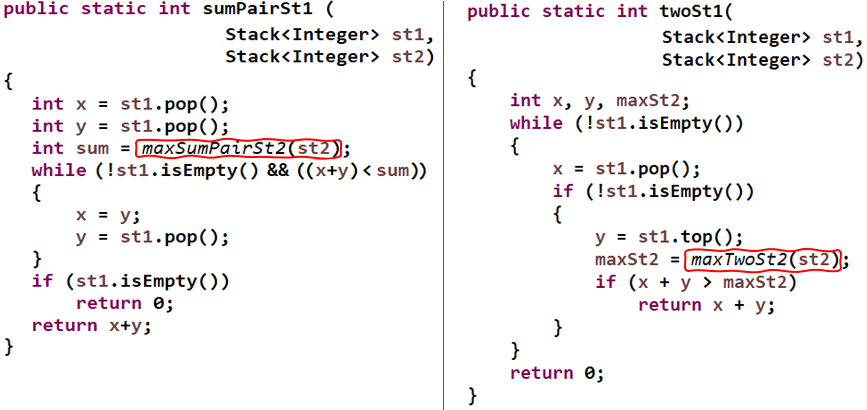 public static int sumPairSt1 (
Stack<Integer> st1,
Stack<Integer> st2)
{
int x = st1.pop();
int y = st1.pop();
int sum = maxSumPairSt2(st2);
while (!st1.isEmpty() && ((x+y)< sum))
{
x = y;
y = st1.pop();
}
if (st1.isEmpty())
return 0;
return x+y;
}
public static int twoSt1(
Stack<Integer> st1,
Stack<Integer> st2)
{
int x, y, maxSt2;
while (!st1.isEmpty())
{
x = st1.pop();
if (!st1.isEmpty())
{
y = st1.top();
maxSt2 = maxTwoSt2(st2);
if (x + y > maxSt2)
return x + y;
}
}
return 0;
}